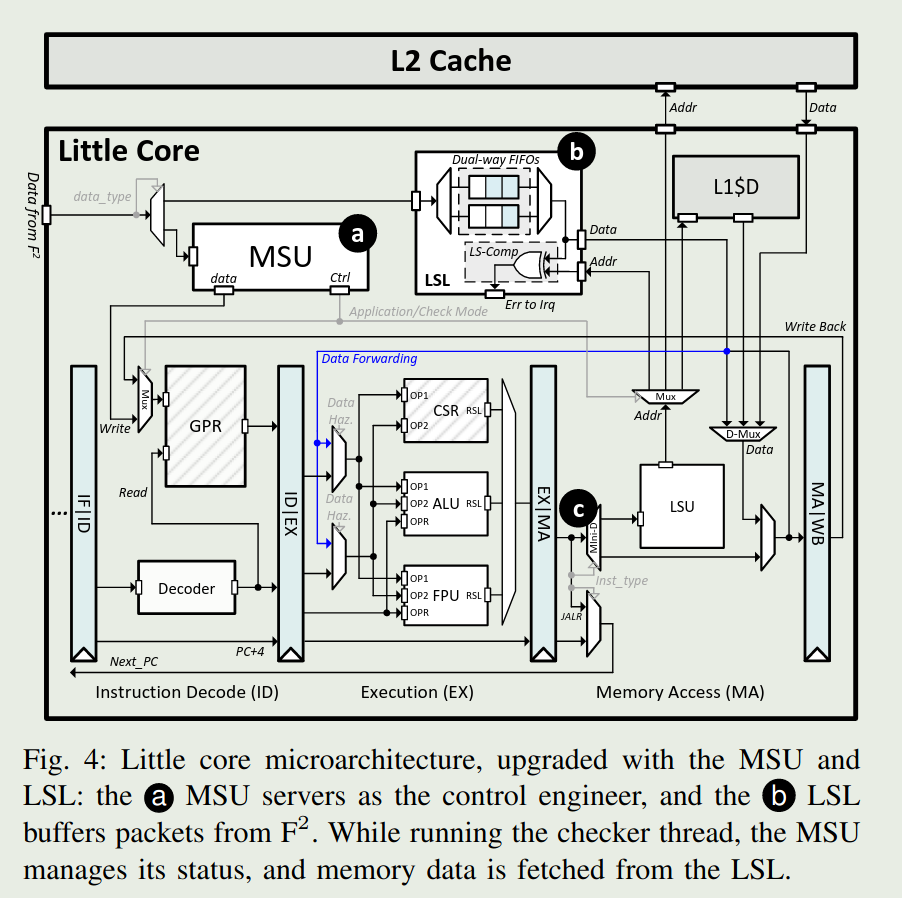 L2 Cache
Addr
Data
Little Core
Data from F²
data_type
MSU
a
data
Ctrl
Dual-way FIFOs
b
LS-Comp
LSL
Data
Addr
Err to Irq
L1$D
Application/Check Mode
Write Back
Data Forwarding
Mux
Write
GPR
Read
Decoder
...
IF|ID
ID|EX
Data
Haz.
Data
Haz.
OP1
OP2
CSR
RSL
OP1
OP2
OPR
ALU
RSL
OP1
OP2
OPR
FPU
RSL
EX|MA
c
Mux
Addr
D-Mux
Data
LSU
Mini-D
Inst_type
JALR
MA|WB
PC+4
Next_PC
Instruction Decode (ID)
Execution (EX)
Memory Access (MA)
Fig. 4: Little core microarchitecture, upgraded with the MSU and
LSL: the a MSU servers as the control engineer, and the b LSL
buffers packets from F². While running the checker thread, the MSU
manages its status, and memory data is fetched from the LSL.